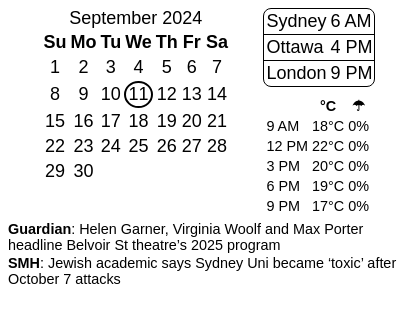 September 2024
Su Mo Tu We Th Fr Sa
1 2 3 4 5 6 7
8 9 10 11 12 13 14
15 16 17 18 19 20 21
22 23 24 25 26 27 28
29 30
Sydney 6 AM
Ottawa 4 PM
London 9 PM
°C ☂
9 AM 18°C 0%
12 PM 22°C 0%
3 PM 20°C 0%
6 PM 19°C 0%
9 PM 17°C 0%
Guardian: Helen Garner, Virginia Woolf and Max Porter
headline Belvoir St theatre’s 2025 program
SMH: Jewish academic says Sydney Uni became ‘toxic’ after
October 7 attacks